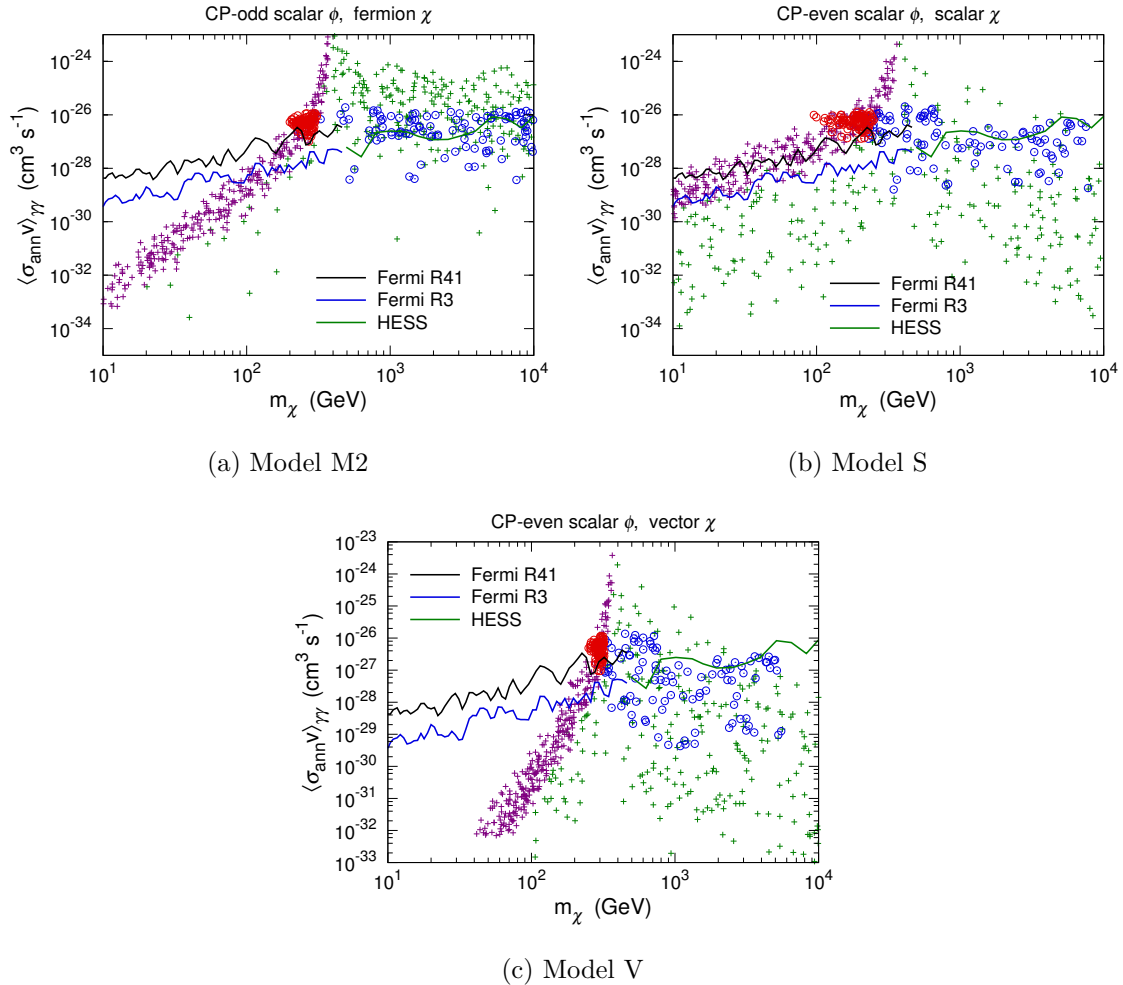 CP-odd scalar ϕ, fermion χ
10^-24
10^-26
10^-28
10^-30
10^-32
10^-34
⟨σ_ann v⟩_γγ (cm^3 s^-1)
Fermi R41
Fermi R3
HESS
10^1 10^2 10^3 10^4
m_χ (GeV)
(a) Model M2
CP-even scalar ϕ, scalar χ
10^-24
10^-26
10^-28
10^-30
10^-32
10^-34
⟨σ_ann v⟩_γγ (cm^3 s^-1)
Fermi R41
Fermi R3
HESS
10^1 10^2 10^3 10^4
m_χ (GeV)
(b) Model S
CP-even scalar ϕ, vector χ
10^-23
10^-24
10^-25
10^-26
10^-27
10^-28
10^-29
10^-30
10^-31
10^-32
10^-33
⟨σ_ann v⟩_γγ (cm^3 s^-1)
Fermi R41
Fermi R3
HESS
10^1 10^2 10^3 10^4
m_χ (GeV)
(c) Model V